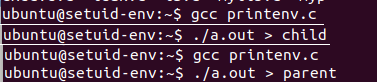 ubuntu@setuid-env:~$ gcc printenv.c
ubuntu@setuid-env:~$ ./a.out > child
ubuntu@setuid-env:~$ gcc printenv.c
ubuntu@setuid-env:~$ ./a.out > parent